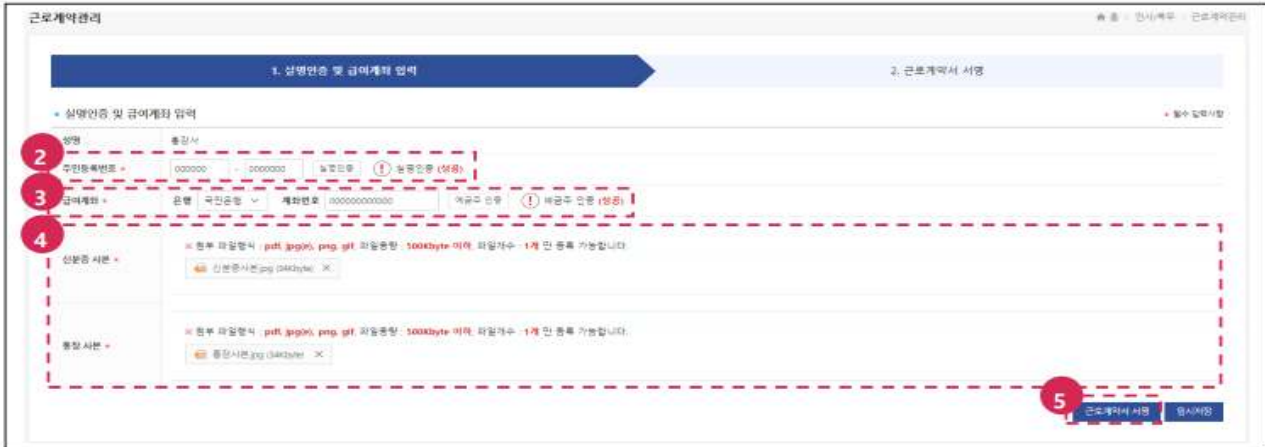 근로계약관리
홈 > 인사/복무 > 근로계약관리
1. 실명인증 및 급여계좌 입력
2. 근로계약서 서명
실명인증 및 급여계좌 입력
* 필수 입력사항
성명
2
주민등록번호 * 000000 - 0000000 실명인증 ! 실명인증 (성공)
3
급여계좌 * 은행 국민은행 계좌번호 000000000000 예금주 인증 ! 예금주 인증 (성공)
4
※ 첨부 파일형식 : pdf, jpg(e), png, gif, 파일용량 : 500Kbyte 이하, 파일개수 : 1개 만 등록 가능합니다.
신분증 사본 *
신분증사본.jpg (34Kbyte) ×
※ 첨부 파일형식 : pdf, jpg(e), png, gif, 파일용량 : 500Kbyte 이하, 파일개수 : 1개 만 등록 가능합니다.
통장 사본 *
통장사본.jpg (34Kbyte) ×
5
근로계약서 서명 임시저장